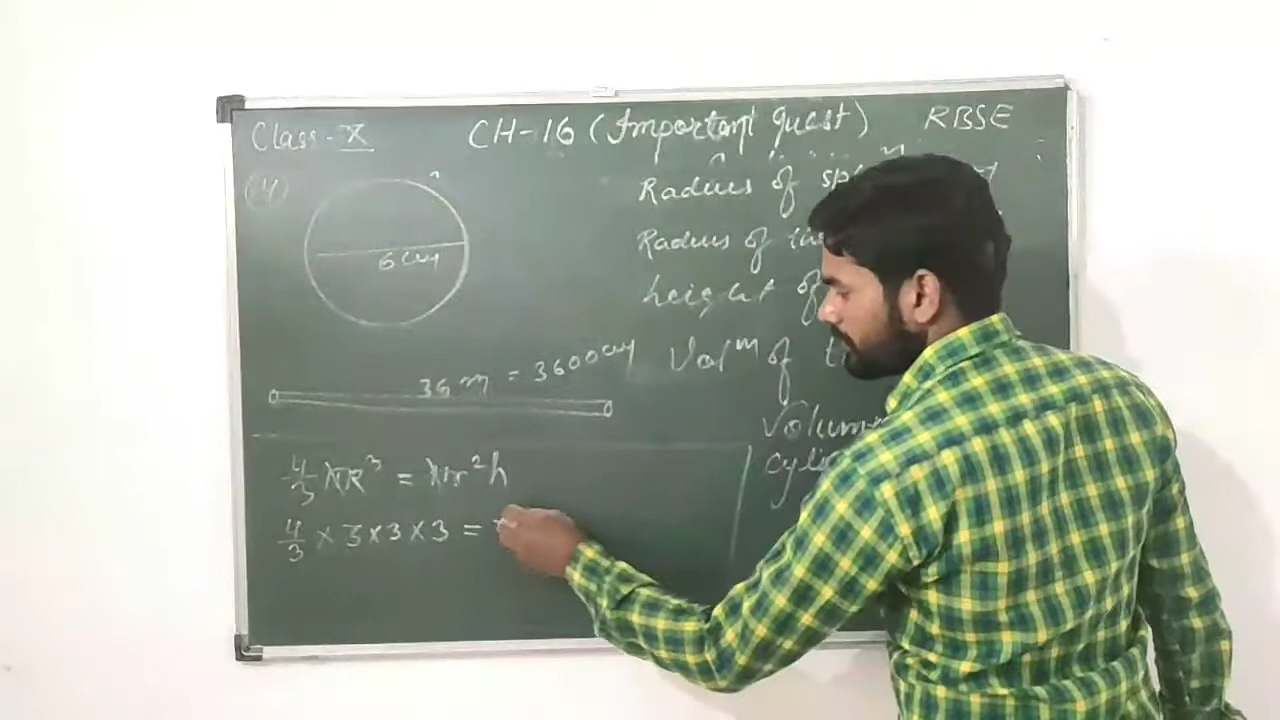 Class - X
CH-16 (Important quest)
RBSE
(4)
6 cm
Radius of
Radius of
height of
36 m = 3600 cm
Vol^m of
Volume
4/3 πR³ = πr²h
4/3 × 3 × 3 × 3 =